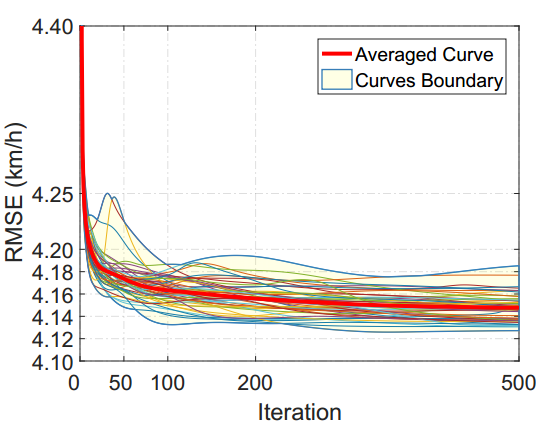 4.40
Averaged Curve
Curves Boundary
RMSE (km/h)
4.25
4.20
4.18
4.16
4.14
4.12
4.10
0 50 100 200 500
Iteration